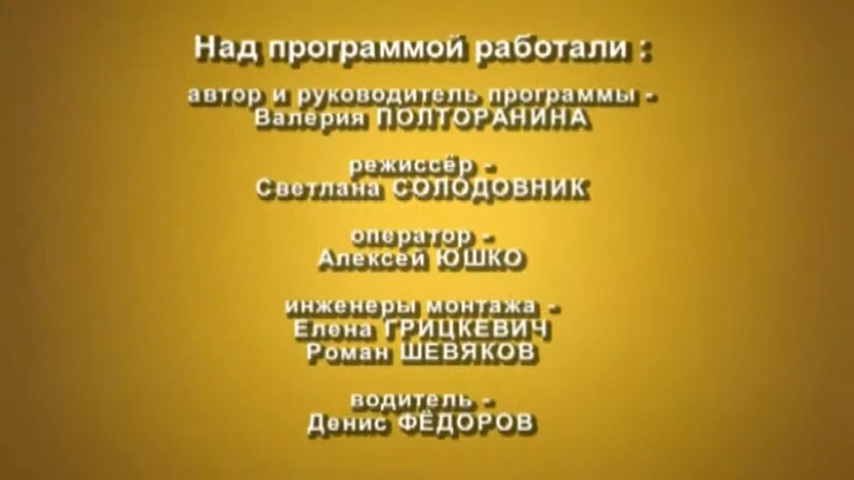 Над программой работали :
автор и руководитель программы -
Валерия ПОЛТОРАНИНА
режиссёр -
Светлана СОЛОДОВНИК
оператор -
Алексей ЮШКО
инженеры монтажа -
Елена ГРИЦКЕВИЧ
Роман ШЕВЯКОВ
водитель -
Денис ФЁДОРОВ